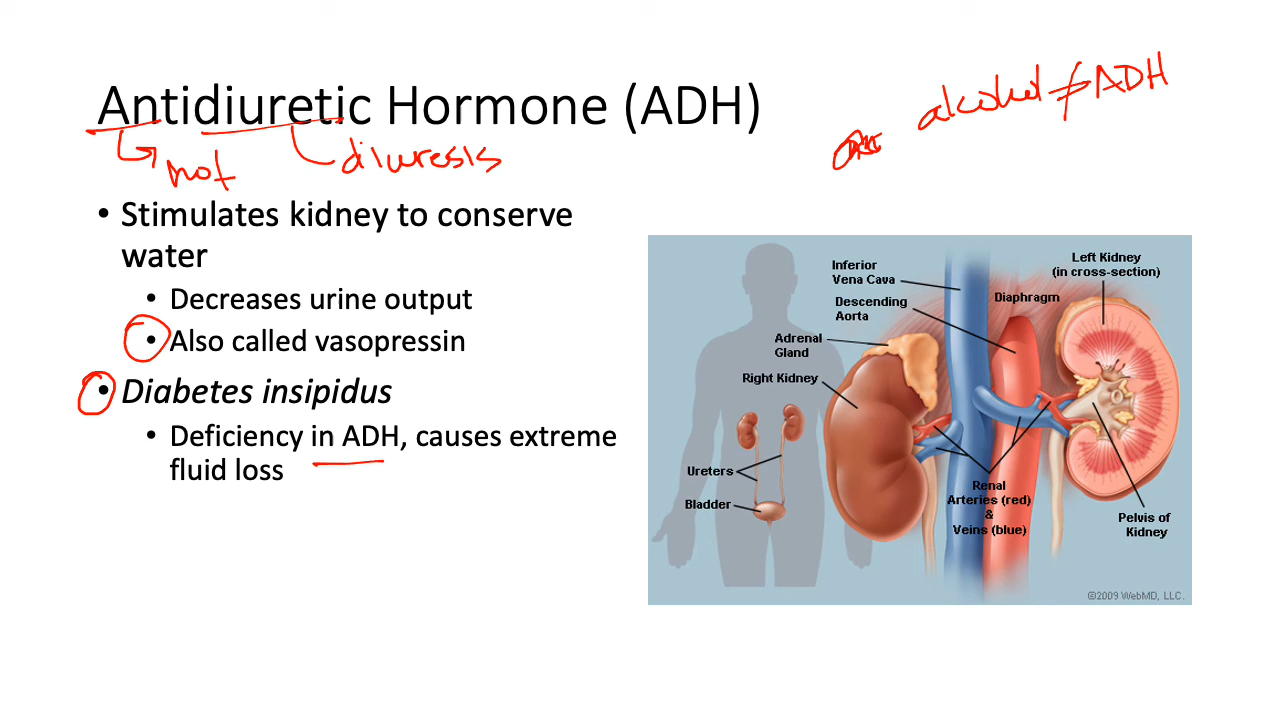 Antidiuretic Hormone (ADH)
alcohol ≠ ADH
not
diuresis
• Stimulates kidney to conserve
water
• Decreases urine output
• Also called vasopressin
• Diabetes insipidus
• Deficiency in ADH, causes extreme
fluid loss
Inferior
Vena Cava
Descending
Aorta
Adrenal
Gland
Right Kidney
Diaphragm
Left Kidney
(in cross-section)
Ureters
Bladder
Renal
Arteries (red)
&
Veins (blue)
Pelvis of
Kidney
©2009 WebMD, LLC.